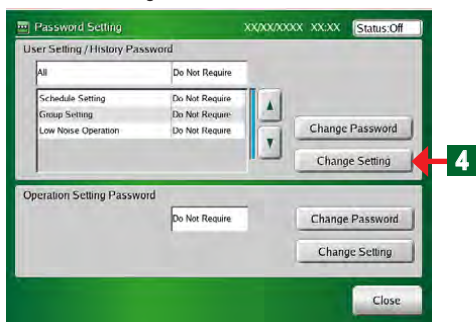 Password Setting XX/XX/XXXX XX:XX Status:Off
User Setting / History Password
All Do Not Require
Schedule Setting Do Not Require
Group Setting Do Not Require
Low Noise Operation Do Not Require
Change Password
Change Setting
4
Operation Setting Password
Do Not Require Change Password
Change Setting
Close